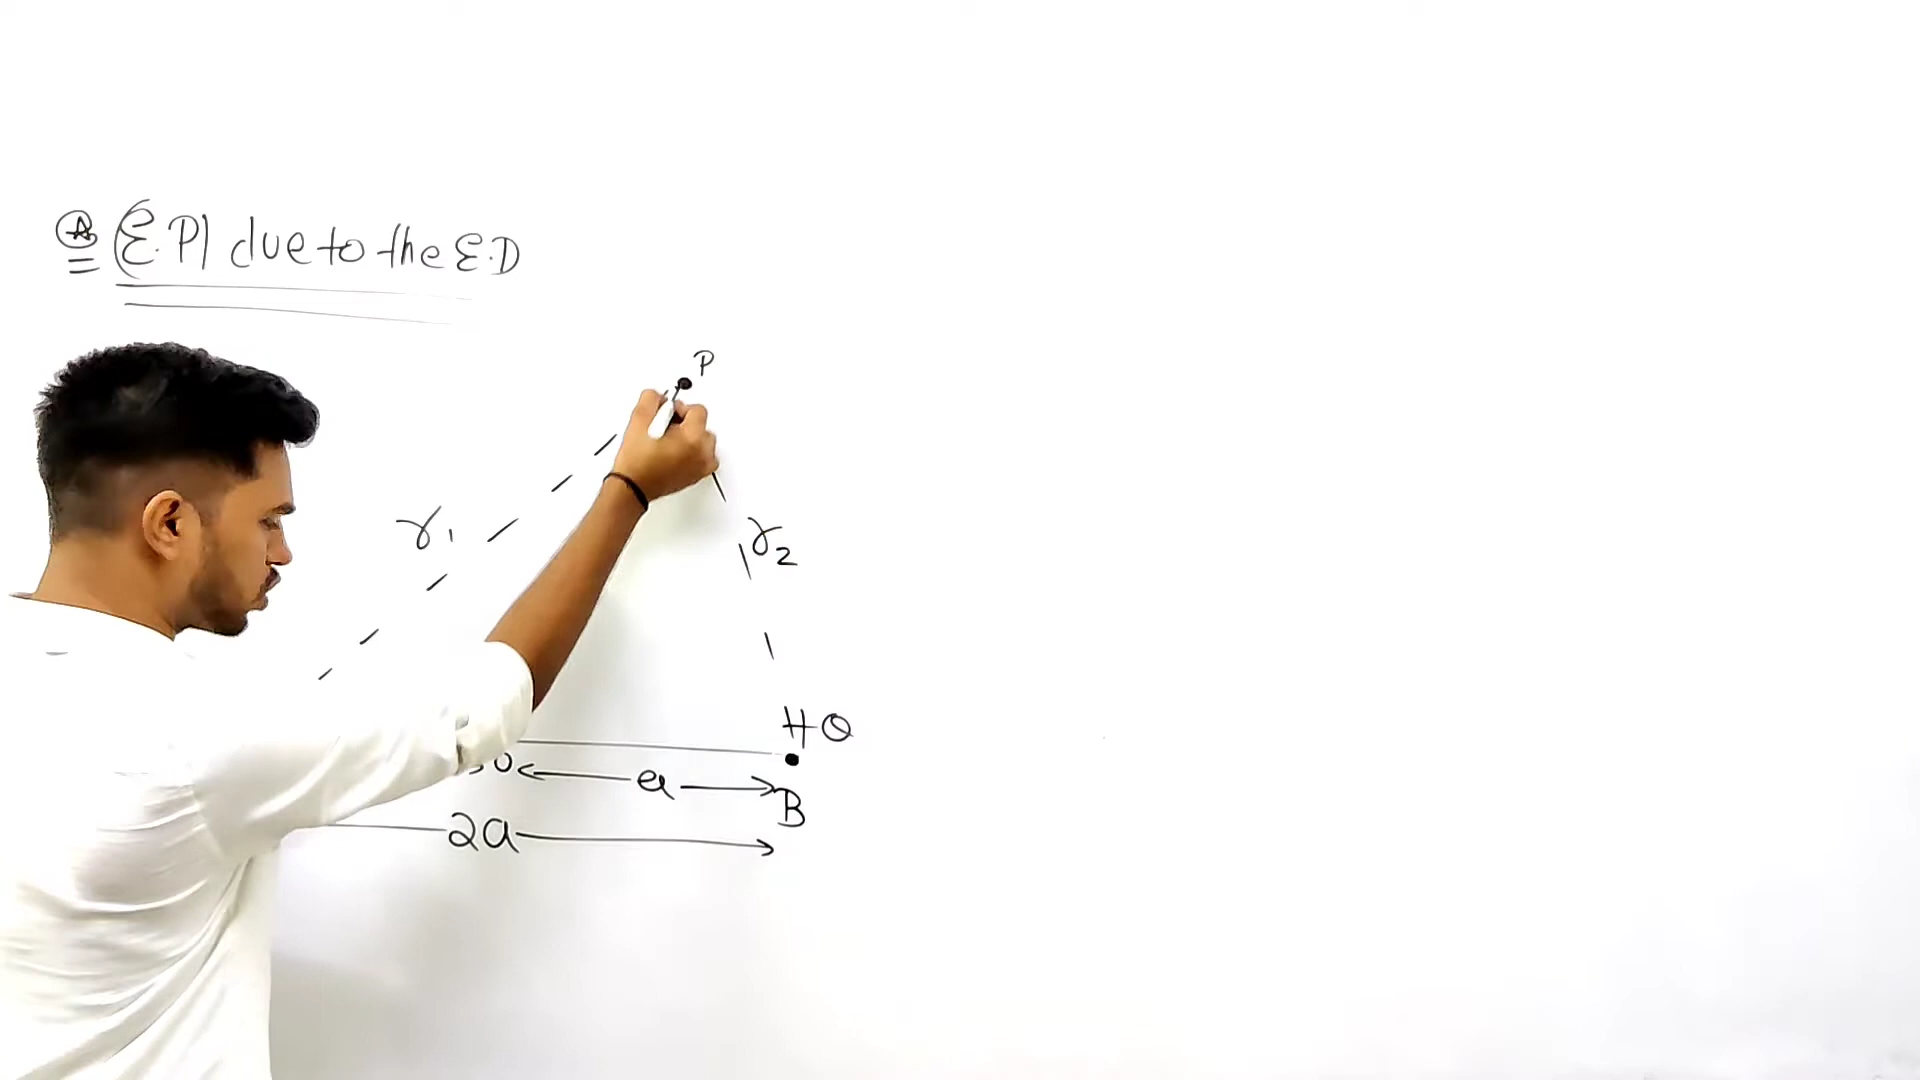 (E.P) due to the E.D
P
r₁
r₂
+Q
O
a
B
2a